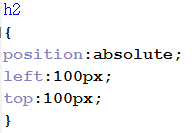 h2
{
position:absolute;
left:100px;
top:100px;
}